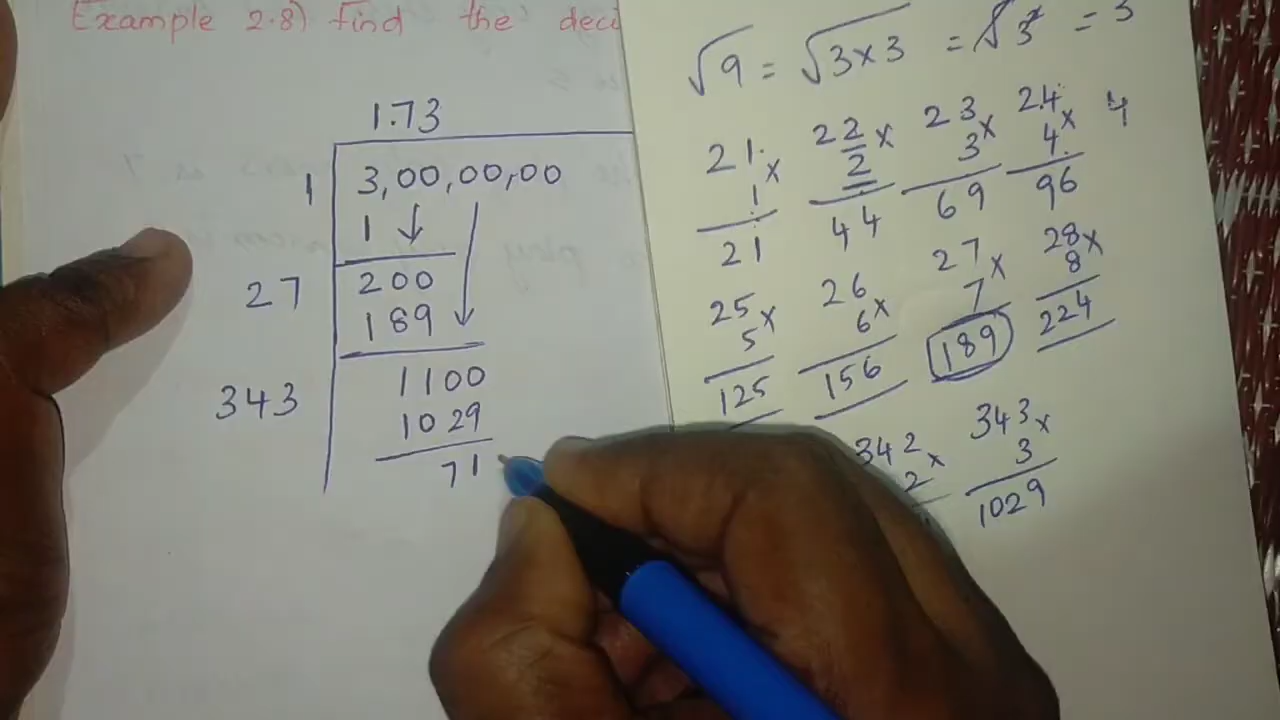 Example 2.8) Find the deci
1.73
1 3,00,00,00
1
27 200
189
343 1100
1029
71
√9 = √3×3 = √3² = 3
21 × 1 22 × 2 23 × 3 24 × 4 4
21 44 69 96
25 × 5 26 × 6 27 × 7 28 × 8
125 156 189 224
342 × 2 343 × 3
1029